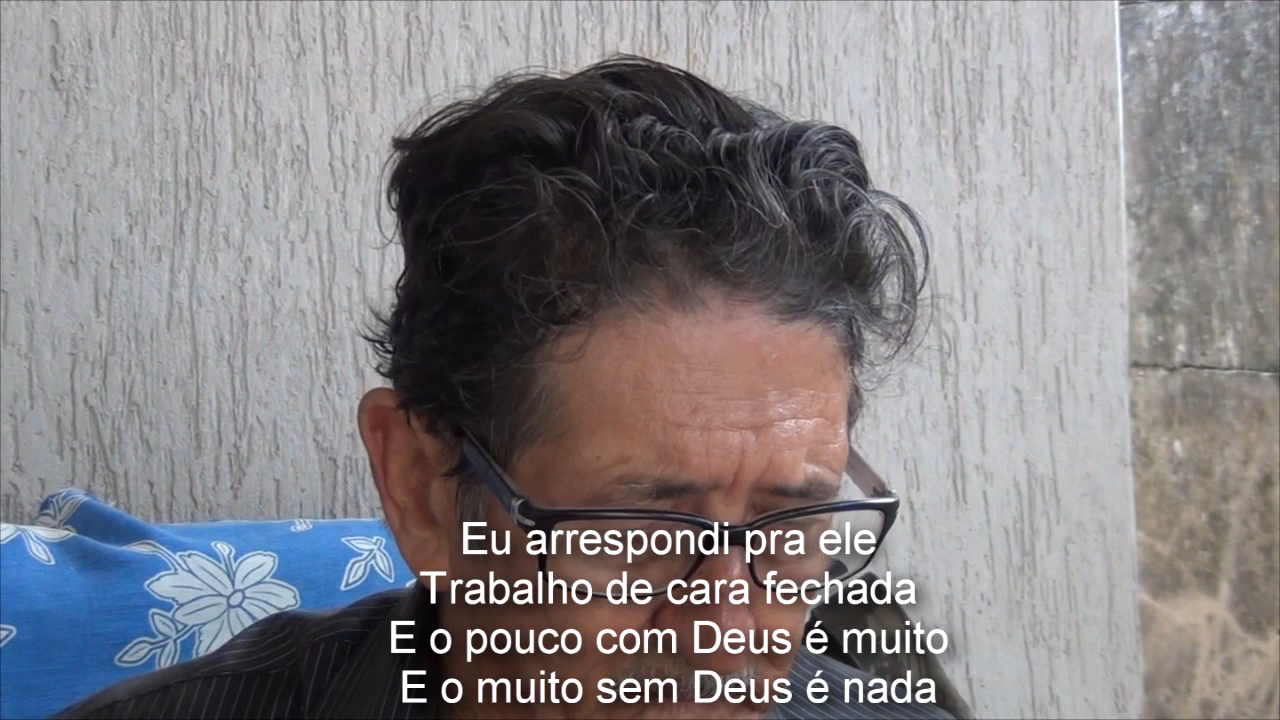 Eu arrespondi pra ele
Trabalho de cara fechada
E o pouco com Deus é muito
E o muito sem Deus é nada